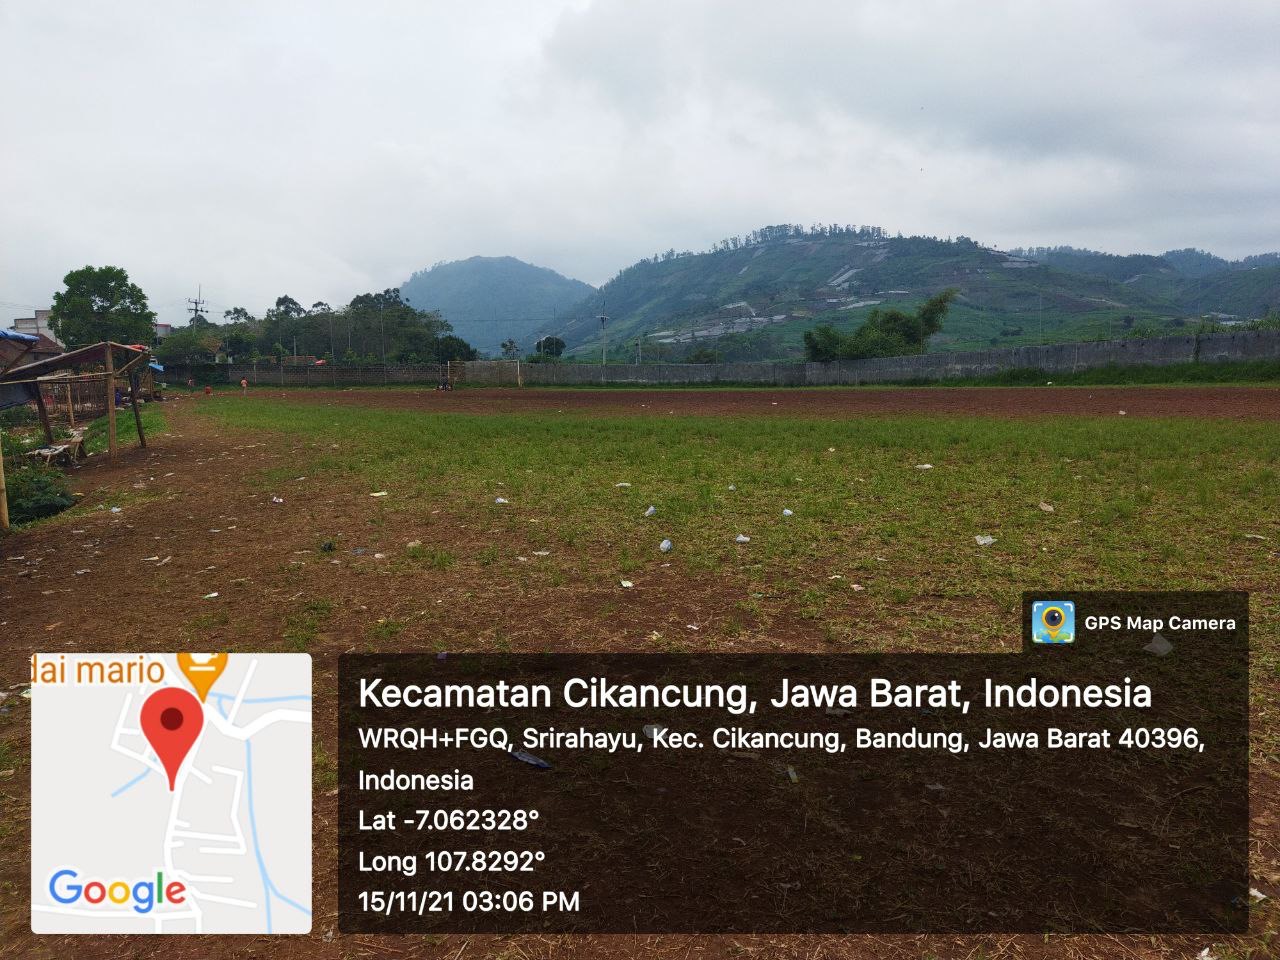 GPS Map Camera
dai mario
Google
Kecamatan Cikancung, Jawa Barat, Indonesia
WRQH+FGQ, Srirahayu, Kec. Cikancung, Bandung, Jawa Barat 40396,
Indonesia
Lat -7.062328°
Long 107.8292°
15/11/21 03:06 PM